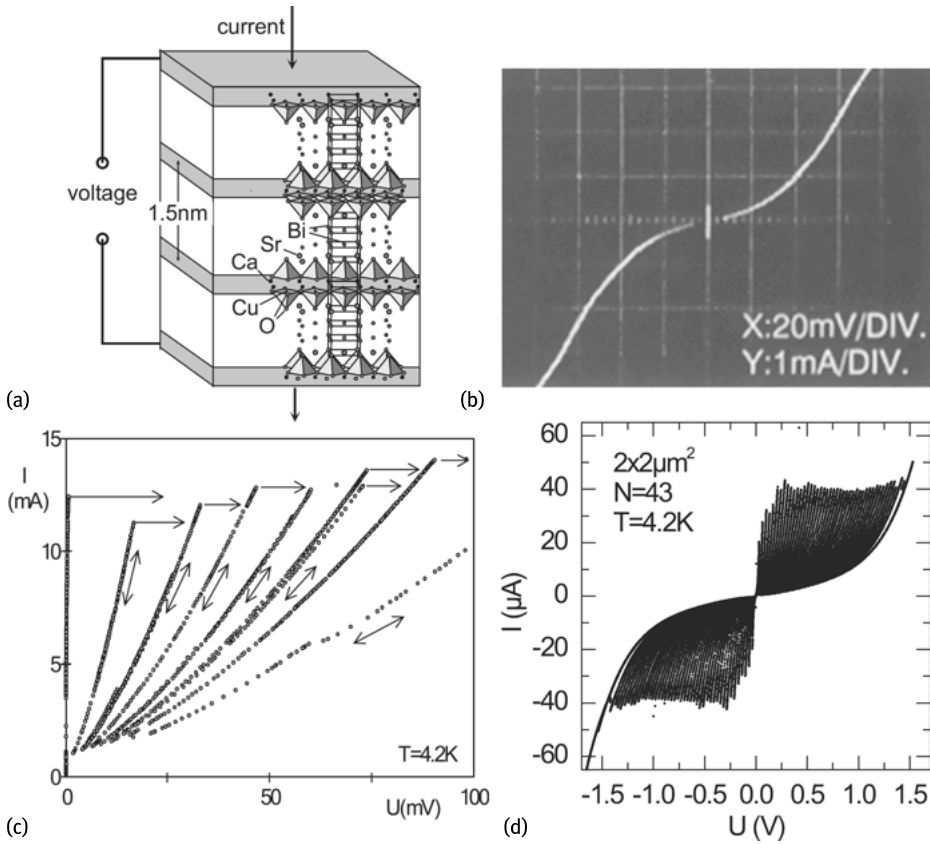 current
voltage
1.5nm
Bi
Sr
Ca
Cu
O
(a)
X:20mV/DIV.
Y:1mA/DIV.
(b)
15
I
(mA)
10
5
0
0
50
100
U(mV)
T=4.2K
(c)
60
40
20
0
-20
-40
-60
I (µA)
2x2µm²
N=43
T=4.2K
-1.5 -1.0 -0.5 0.0 0.5 1.0 1.5
U (V)
(d)